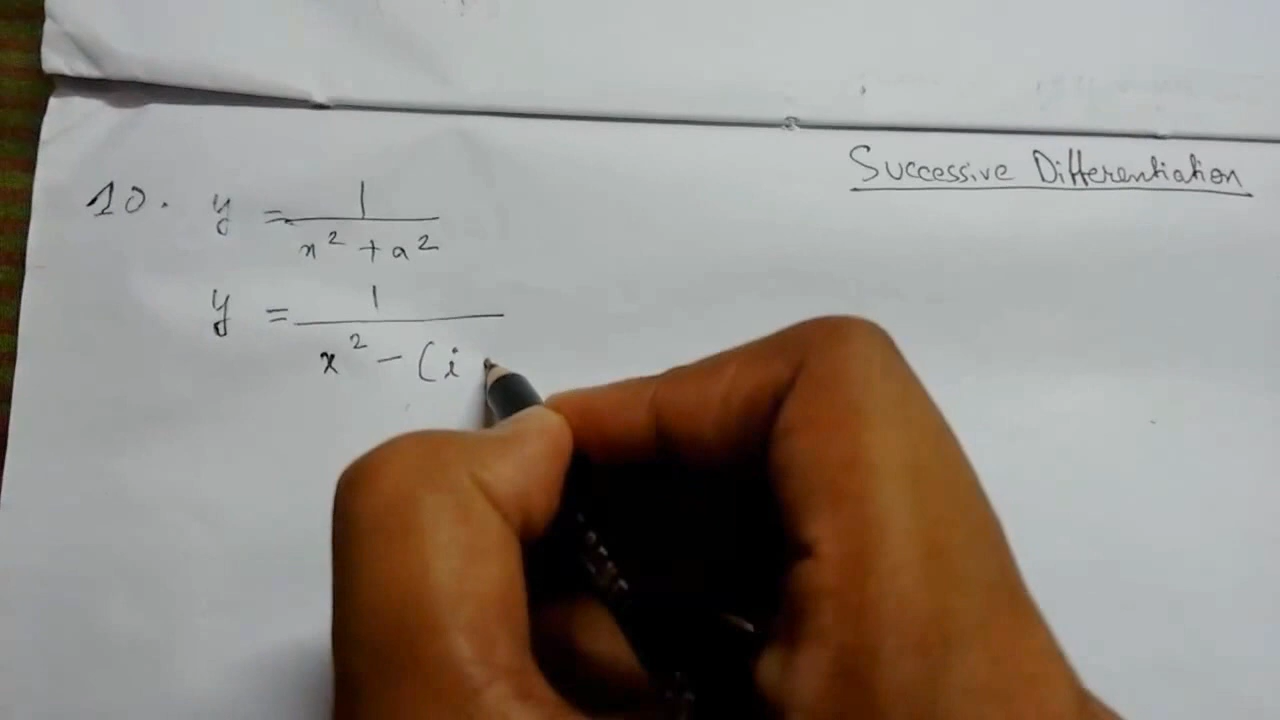 Successive Differentiation
10. y = 1 / x² + a²
y = 1 / x² - (i